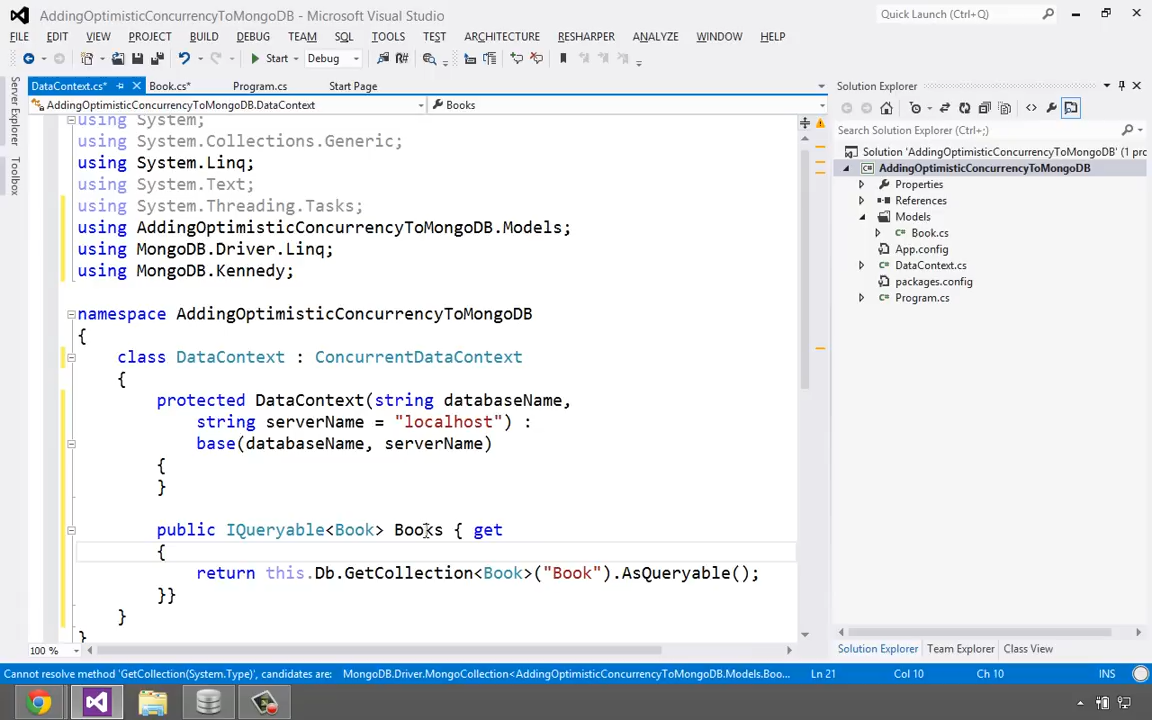 AddingOptimisticConcurrencyToMongoDB - Microsoft Visual Studio
Quick Launch (Ctrl+Q)
FILE EDIT VIEW PROJECT BUILD DEBUG TEAM SQL TOOLS TEST ARCHITECTURE RESHARPER ANALYZE WINDOW HELP
Start Debug
DataContext.cs* Book.cs* Program.cs Start Page
AddingOptimisticConcurrencyToMongoDB.DataContext Books
Server Explorer
Toolbox
using System;
using System.Collections.Generic;
using System.Linq;
using System.Text;
using System.Threading.Tasks;
using AddingOptimisticConcurrencyToMongoDB.Models;
using MongoDB.Driver.Linq;
using MongoDB.Kennedy;
namespace AddingOptimisticConcurrencyToMongoDB
{
class DataContext : ConcurrentDataContext
{
protected DataContext(string databaseName,
string serverName = "localhost") :
base(databaseName, serverName)
{
}
public IQueryable<Book> Books { get
{
return this.Db.GetCollection<Book>("Book").AsQueryable();
}}
}
}
100 %
Solution Explorer
Search Solution Explorer (Ctrl+;)
Solution 'AddingOptimisticConcurrencyToMongoDB' (1 proj
AddingOptimisticConcurrencyToMongoDB
Properties
References
Models
Book.cs
App.config
DataContext.cs
packages.config
Program.cs
Solution Explorer Team Explorer Class View
Cannot resolve method 'GetCollection(System.Type)', candidates are: MongoDB.Driver.MongoCollection<AddingOptimisticConcurrencyToMongoDB.Models.Boo... Ln 21 Col 10 Ch 10 INS